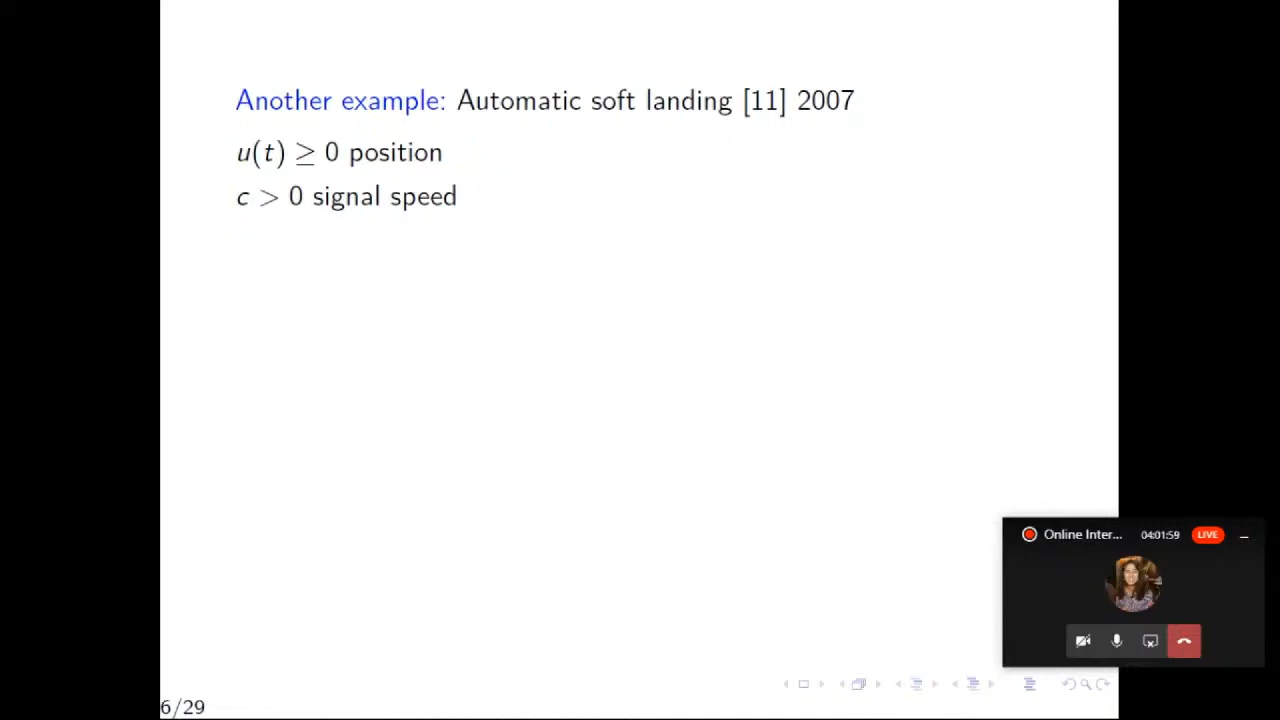 Another example: Automatic soft landing [11] 2007
u(t) ≥ 0 position
c > 0 signal speed
Online Inter... 04:01:59 LIVE
6/29